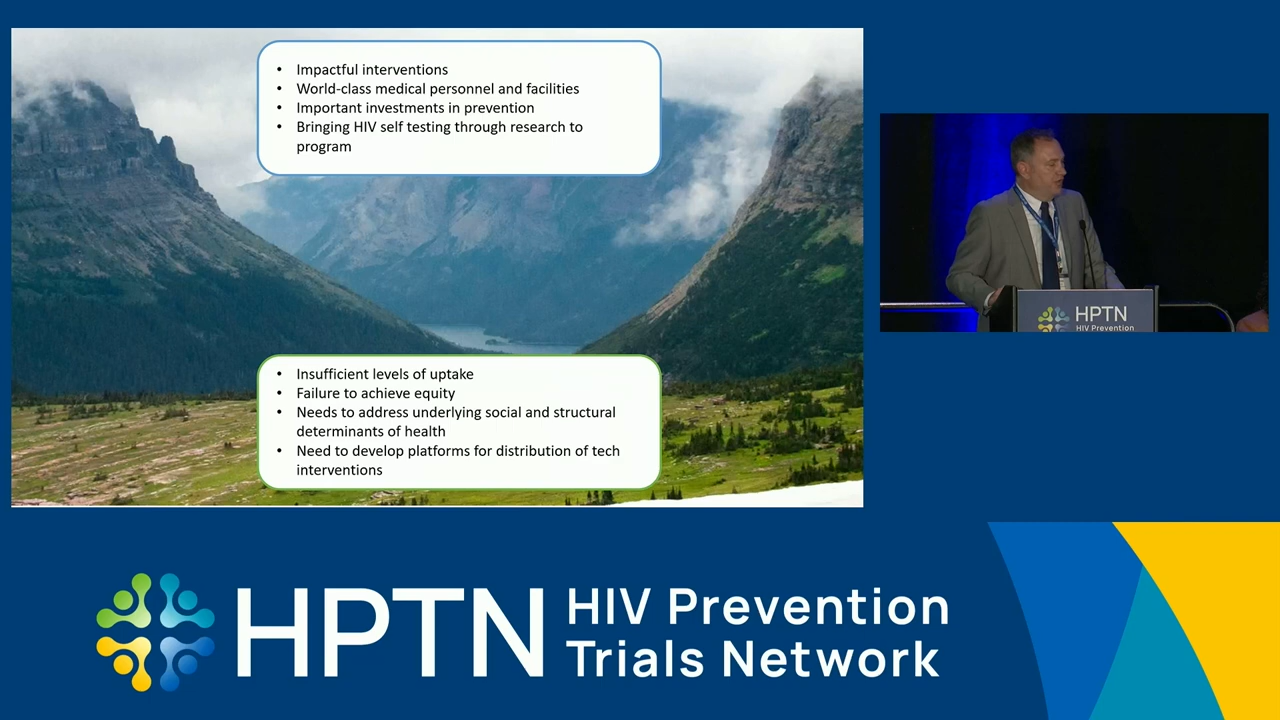 • Impactful interventions
• World-class medical personnel and facilities
• Important investments in prevention
• Bringing HIV self testing through research to
program
• Insufficient levels of uptake
• Failure to achieve equity
• Needs to address underlying social and structural
determinants of health
• Need to develop platforms for distribution of tech
interventions
HPTN
HIV Prevention
HPTN
HIV Prevention
Trials Network